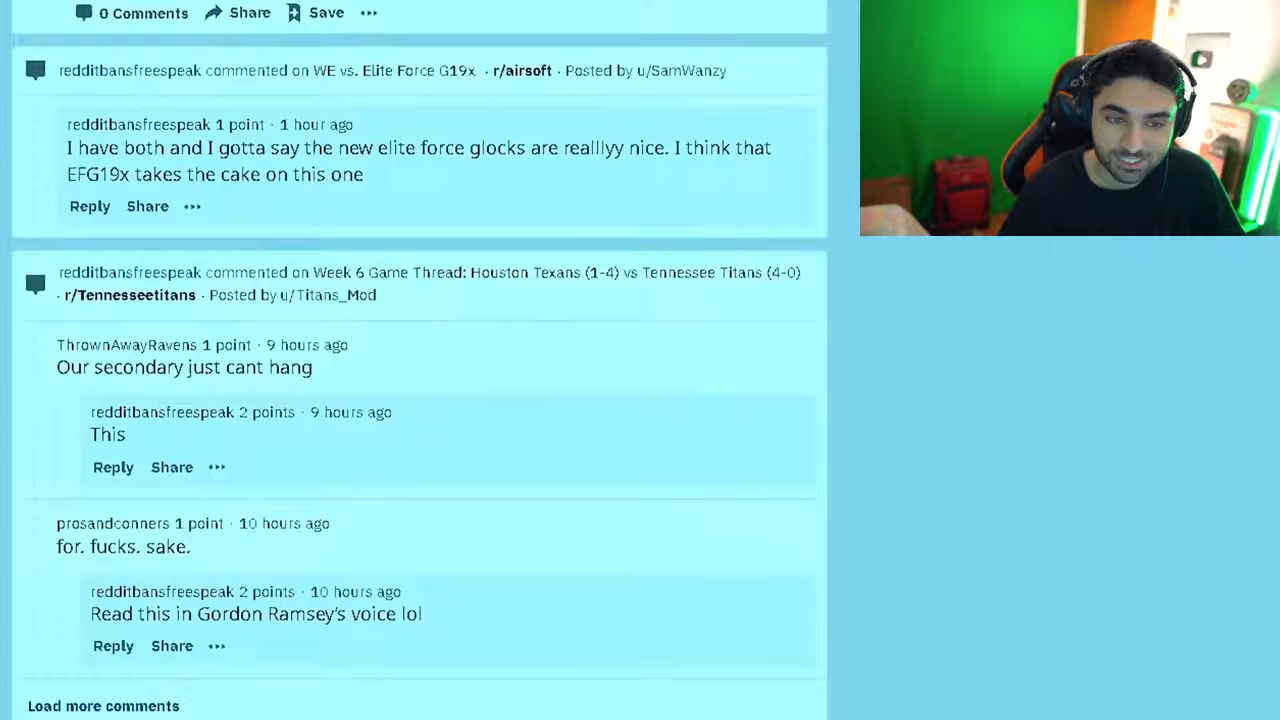 0 Comments Share Save ···
redditbansfreespeak commented on WE vs. Elite Force G19x · r/airsoft · Posted by u/SamWanzy
redditbansfreespeak 1 point · 1 hour ago
I have both and I gotta say the new elite force glocks are realllyy nice. I think that
EFG19x takes the cake on this one
Reply Share ···
redditbansfreespeak commented on Week 6 Game Thread: Houston Texans (1-4) vs Tennessee Titans (4-0)
· r/Tennesseetitans · Posted by u/Titans_Mod
ThrownAwayRavens 1 point · 9 hours ago
Our secondary just cant hang
redditbansfreespeak 2 points · 9 hours ago
This
Reply Share ···
prosandconners 1 point · 10 hours ago
for. fucks. sake.
redditbansfreespeak 2 points · 10 hours ago
Read this in Gordon Ramsey's voice lol
Reply Share ···
Load more comments